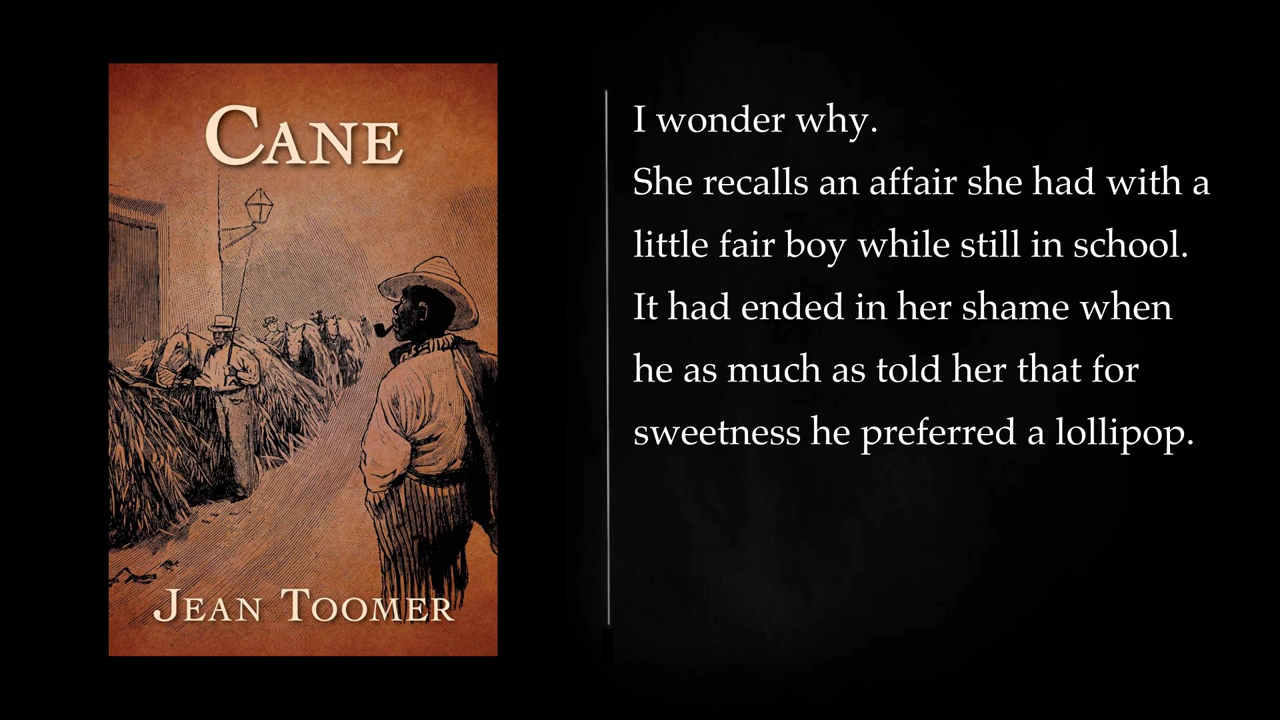 CANE
JEAN TOOMER
I wonder why.
She recalls an affair she had with a
little fair boy while still in school.
It had ended in her shame when
he as much as told her that for
sweetness he preferred a lollipop.